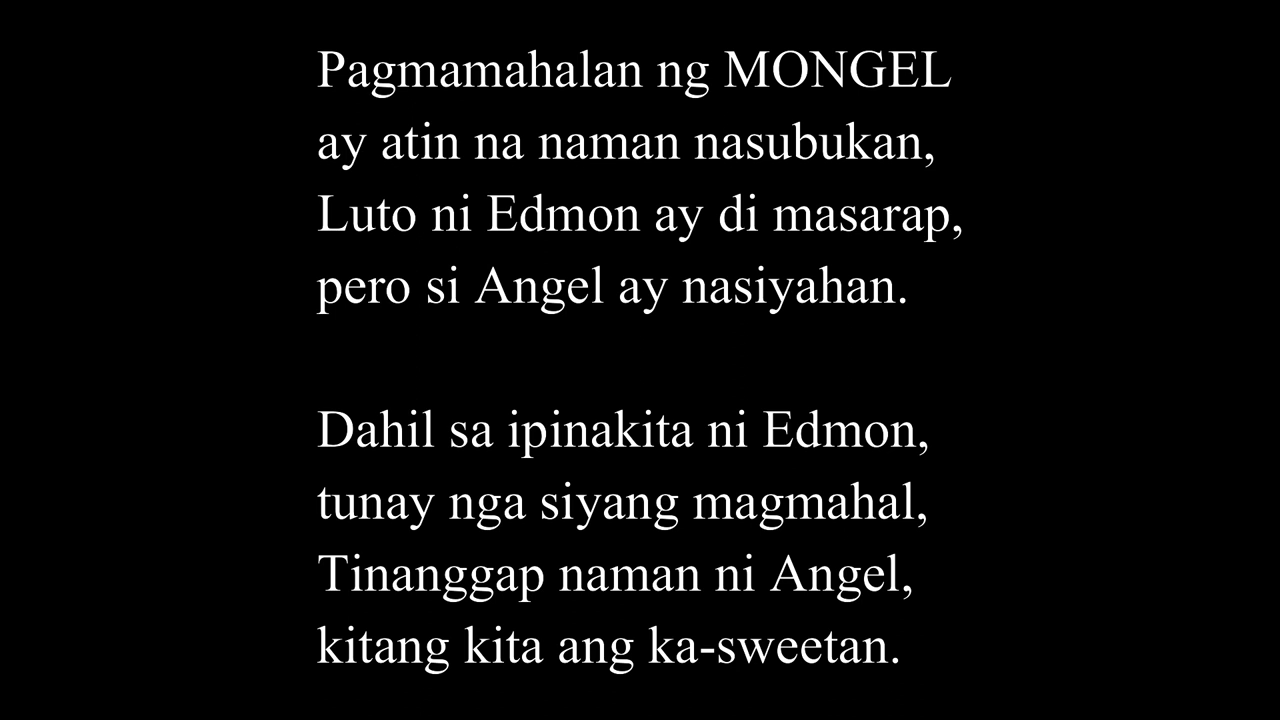 Pagmamahalan ng MONGEL
ay atin na naman nasubukan,
Luto ni Edmon ay di masarap,
pero si Angel ay nasiyahan.
Dahil sa ipinakita ni Edmon,
tunay nga siyang magmahal,
Tinanggap naman ni Angel,
kitang kita ang ka-sweetan.